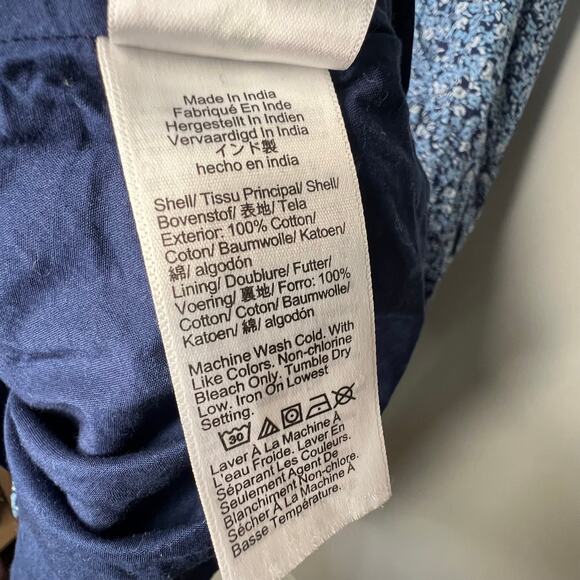 Made In India
Fabriqué En Inde
Hergestellt In Indien
Vervaardigd In India
インド製
hecho en india
Shell/ Tissu Principal/ Shell/
Bovenstof/ 表地/ Tela
Exterior: 100% Cotton/
Coton/ Baumwolle/ Katoen/
綿/ algodón
Lining/ Doublure/ Futter/
Voering/ 裏地/ Forro: 100%
Cotton/ Coton/ Baumwolle/
Katoen/ 綿/ algodón
Machine Wash Cold. With
Like Colors. Non-chlorine
Bleach Only. Tumble Dry
Low. Iron On Lowest
Setting.
30
Laver À La Machine À
L'eau Froide. Laver En
Séparant Les Couleurs.
Seulement Agent De
Blanchiment Non-chlore.
Sécher À La Machine À
Basse Température.